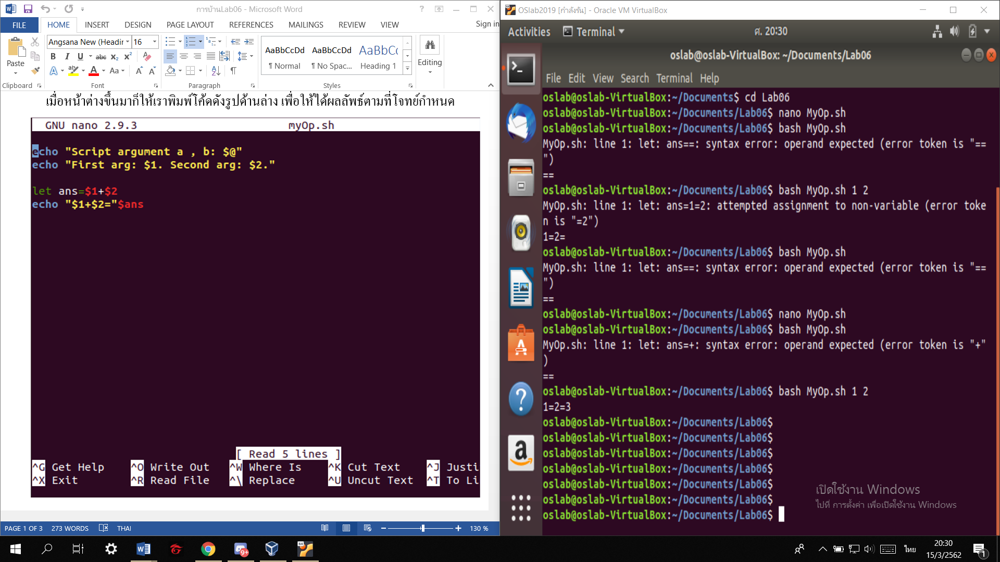 การบ้านLab06 - Microsoft Word
FILE HOME INSERT DESIGN PAGE LAYOUT REFERENCES MAILINGS REVIEW VIEW Sign in
Paste
Clipboard
Angsana New (Headir 16
Font
Paragraph
AaBbCcDd AaBbCcDd AaBbCc
¶ Normal ¶ No Spac... Heading 1
Styles
Editing
เมื่อหน้าต่างขึ้นมาก็ให้เราพิมพ์โค้ดดังรูปด้านล่าง เพื่อให้ได้ผลลัพธ์ตามที่โจทย์กำหนด
GNU nano 2.9.3 myOp.sh
echo "Script argument a , b: $@"
echo "First arg: $1. Second arg: $2."
let ans=$1+$2
echo "$1+$2="$ans
[ Read 5 lines ]
^G Get Help ^O Write Out ^W Where Is ^K Cut Text ^J Justi
^X Exit ^R Read File ^\ Replace ^U Uncut Text ^T To Li
PAGE 1 OF 3 273 WORDS THAI 130 %
OSlab2019 [กำลังรัน] - Oracle VM VirtualBox
Activities Terminal ศ. 20:30
oslab@oslab-VirtualBox: ~/Documents/Lab06
File Edit View Search Terminal Help
oslab@oslab-VirtualBox:~/Documents$ cd Lab06
oslab@oslab-VirtualBox:~/Documents/Lab06$ nano MyOp.sh
oslab@oslab-VirtualBox:~/Documents/Lab06$ bash MyOp.sh
MyOp.sh: line 1: let: ans==: syntax error: operand expected (error token is "==
")
==
oslab@oslab-VirtualBox:~/Documents/Lab06$ bash MyOp.sh 1 2
MyOp.sh: line 1: let: ans=1=2: attempted assignment to non-variable (error toke
n is "=2")
1=2=
oslab@oslab-VirtualBox:~/Documents/Lab06$ bash MyOp.sh
MyOp.sh: line 1: let: ans==: syntax error: operand expected (error token is "==
")
==
oslab@oslab-VirtualBox:~/Documents/Lab06$ nano MyOp.sh
oslab@oslab-VirtualBox:~/Documents/Lab06$ bash MyOp.sh
MyOp.sh: line 1: let: ans=+: syntax error: operand expected (error token is "+"
)
==
oslab@oslab-VirtualBox:~/Documents/Lab06$ bash MyOp.sh 1 2
1=2=3
oslab@oslab-VirtualBox:~/Documents/Lab06$
oslab@oslab-VirtualBox:~/Documents/Lab06$
oslab@oslab-VirtualBox:~/Documents/Lab06$
oslab@oslab-VirtualBox:~/Documents/Lab06$
oslab@oslab-VirtualBox:~/Documents/Lab06$
oslab@oslab-VirtualBox:~/Documents/Lab06$
oslab@oslab-VirtualBox:~/Documents/Lab06$
เปิดใช้งาน Windows
ไปที่ การตั้งค่า เพื่อเปิดใช้งาน Windows
9+
64
ไทย
20:30
15/3/2562
1